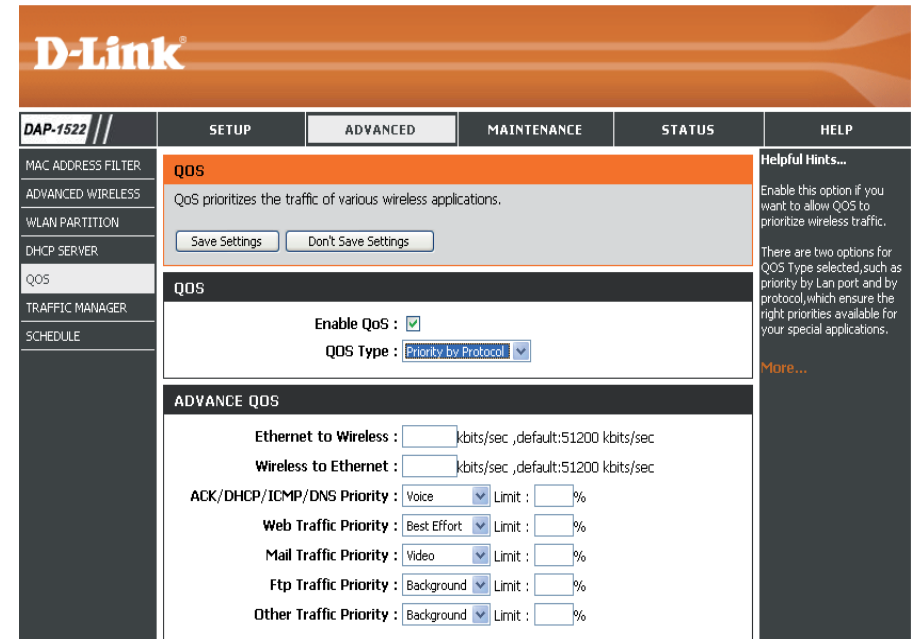 D-Link®
DAP-1522 //
SETUP
ADVANCED
MAINTENANCE
STATUS
HELP
MAC ADDRESS FILTER
ADVANCED WIRELESS
WLAN PARTITION
DHCP SERVER
QOS
TRAFFIC MANAGER
SCHEDULE
QOS
QoS prioritizes the traffic of various wireless applications.
Save Settings Don't Save Settings
QOS
Enable QoS :
QOS Type : Priority by Protocol
ADVANCE QOS
Ethernet to Wireless : kbits/sec ,default:51200 kbits/sec
Wireless to Ethernet : kbits/sec ,default:51200 kbits/sec
ACK/DHCP/ICMP/DNS Priority : Voice Limit : %
Web Traffic Priority : Best Effort Limit : %
Mail Traffic Priority : Video Limit : %
Ftp Traffic Priority : Background Limit : %
Other Traffic Priority : Background Limit : %
Helpful Hints...
Enable this option if you
want to allow QOS to
prioritize wireless traffic.
There are two options for
QOS Type selected,such as
priority by Lan port and by
protocol,which ensure the
right priorities available for
your special applications.
More...